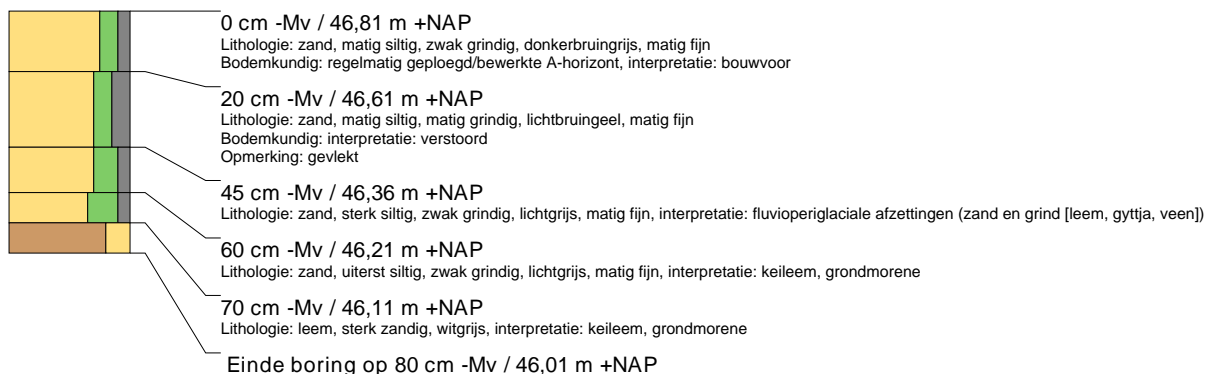 0 cm -Mv / 46,81 m +NAP
Lithologie: zand, matig siltig, zwak grindig, donkerbruingrijs, matig fijn
Bodemkundig: regelmatig geploegd/bewerkte A-horizont, interpretatie: bouwvoor
20 cm -Mv / 46,61 m +NAP
Lithologie: zand, matig siltig, matig grindig, lichtbruingeel, matig fijn
Bodemkundig: interpretatie: verstoord
Opmerking: gevlekt
45 cm -Mv / 46,36 m +NAP
Lithologie: zand, sterk siltig, zwak grindig, lichtgrijs, matig fijn, interpretatie: fluvioperiglaciale afzettingen (zand en grind [leem, gyttja, veen])
60 cm -Mv / 46,21 m +NAP
Lithologie: zand, uiterst siltig, zwak grindig, lichtgrijs, matig fijn, interpretatie: keileem, grondmorene
70 cm -Mv / 46,11 m +NAP
Lithologie: leem, sterk zandig, witgrijs, interpretatie: keileem, grondmorene
Einde boring op 80 cm -Mv / 46,01 m +NAP